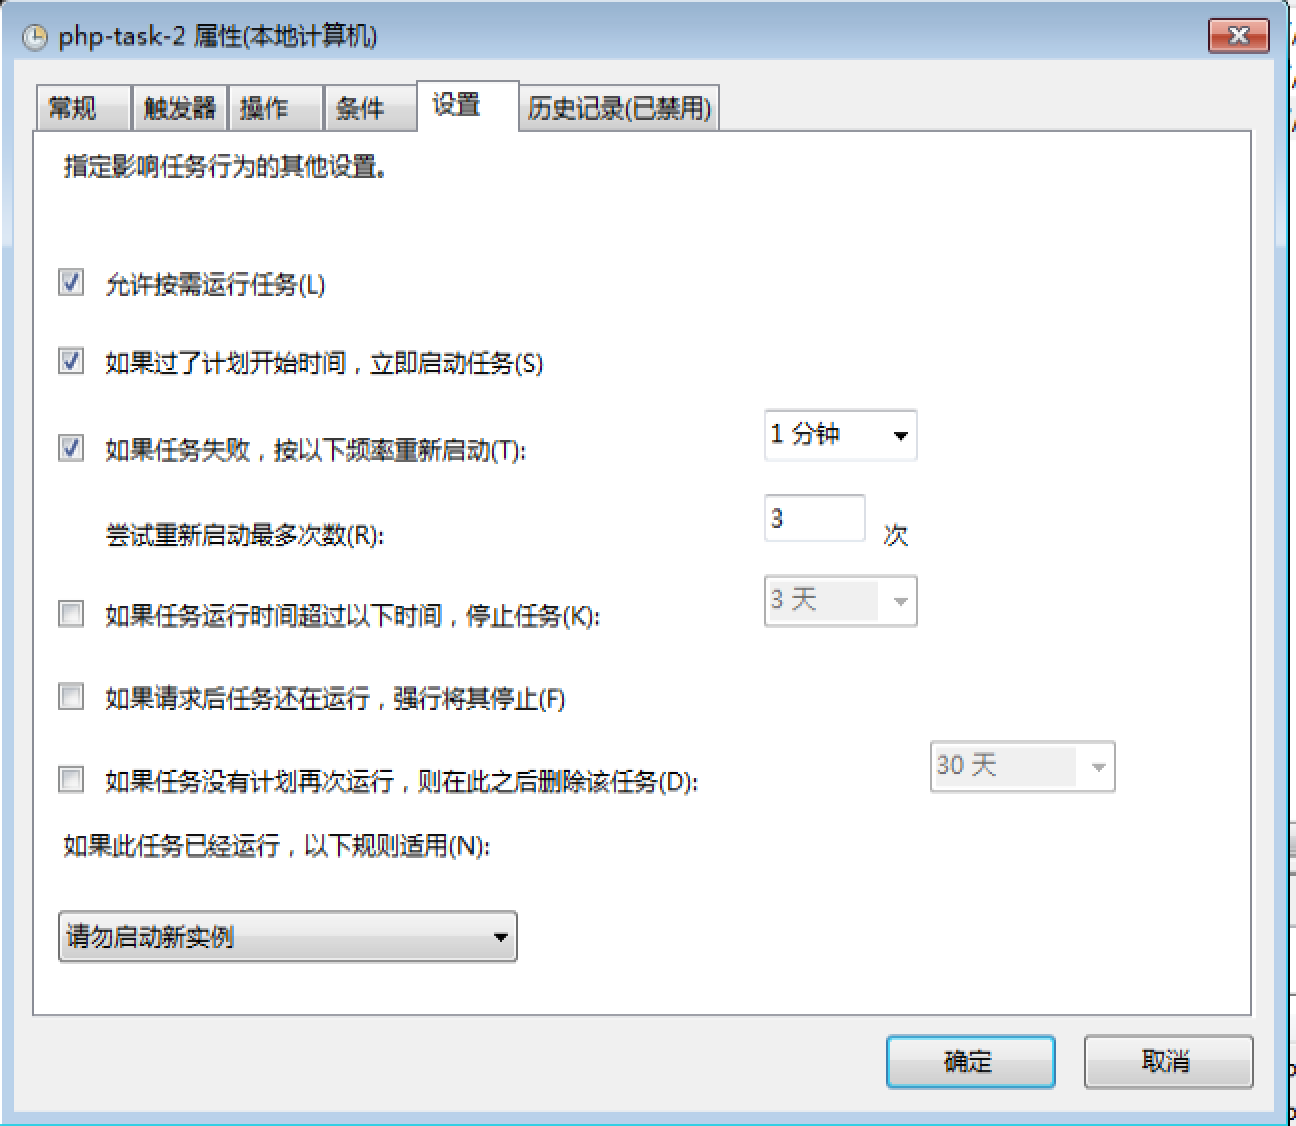 php-task-2 属性(本地计算机)
常规 触发器 操作 条件 设置 历史记录(已禁用)
指定影响任务行为的其他设置。
允许按需运行任务(L)
如果过了计划开始时间，立即启动任务(S)
如果任务失败，按以下频率重新启动(T): 1 分钟
尝试重新启动最多次数(R): 3 次
如果任务运行时间超过以下时间，停止任务(K): 3 天
如果请求后任务还在运行，强行将其停止(F)
如果任务没有计划再次运行，则在此之后删除该任务(D): 30 天
如果此任务已经运行，以下规则适用(N):
请勿启动新实例
确定 取消